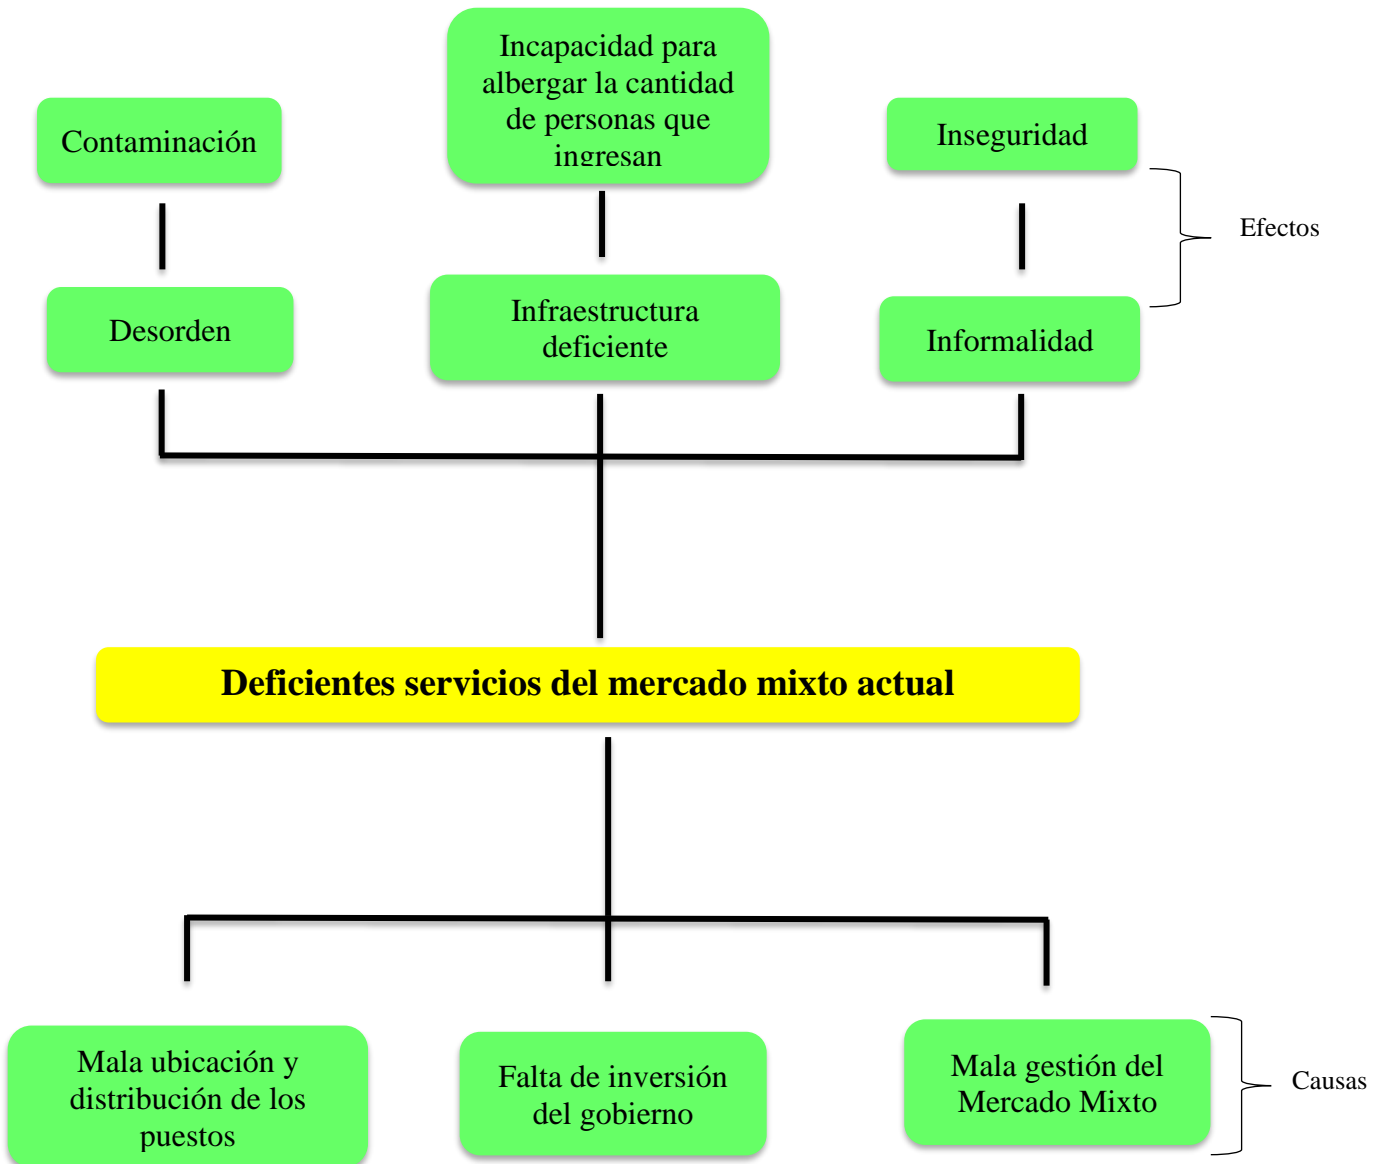 Incapacidad para
albergar la cantidad
de personas que
ingresan
Contaminación
Inseguridad
Efectos
Desorden
Infraestructura
deficiente
Informalidad
Deficientes servicios del mercado mixto actual
Mala ubicación y
distribución de los
puestos
Falta de inversión
del gobierno
Mala gestión del
Mercado Mixto
Causas